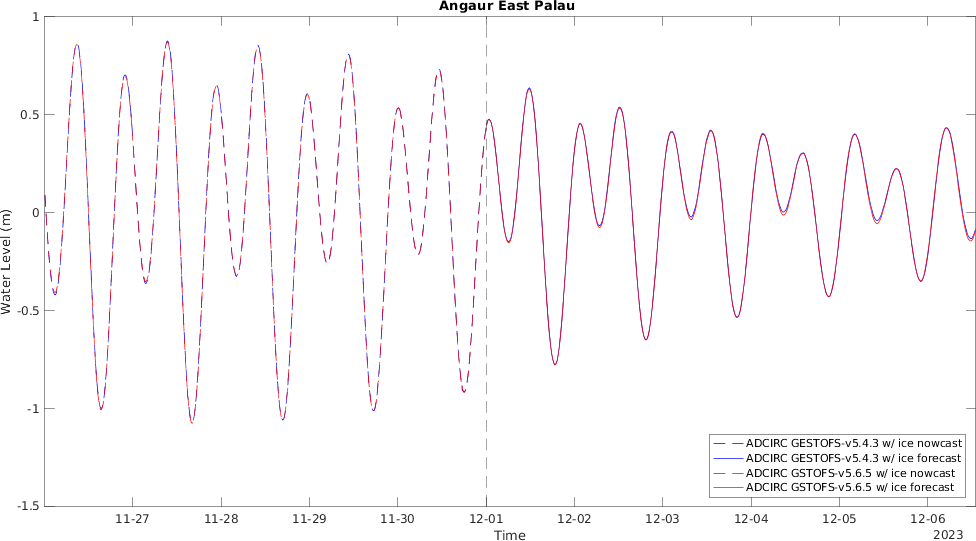 Angaur East Palau
1
0.5
0
-0.5
-1
-1.5
Water Level (m)
11-27 11-28 11-29 11-30 12-01 12-02 12-03 12-04 12-05 12-06
2023
Time
ADCIRC GESTOFS-v5.4.3 w/ ice nowcast
ADCIRC GESTOFS-v5.4.3 w/ ice forecast
ADCIRC GSTOFS-v5.6.5 w/ ice nowcast
ADCIRC GSTOFS-v5.6.5 w/ ice forecast